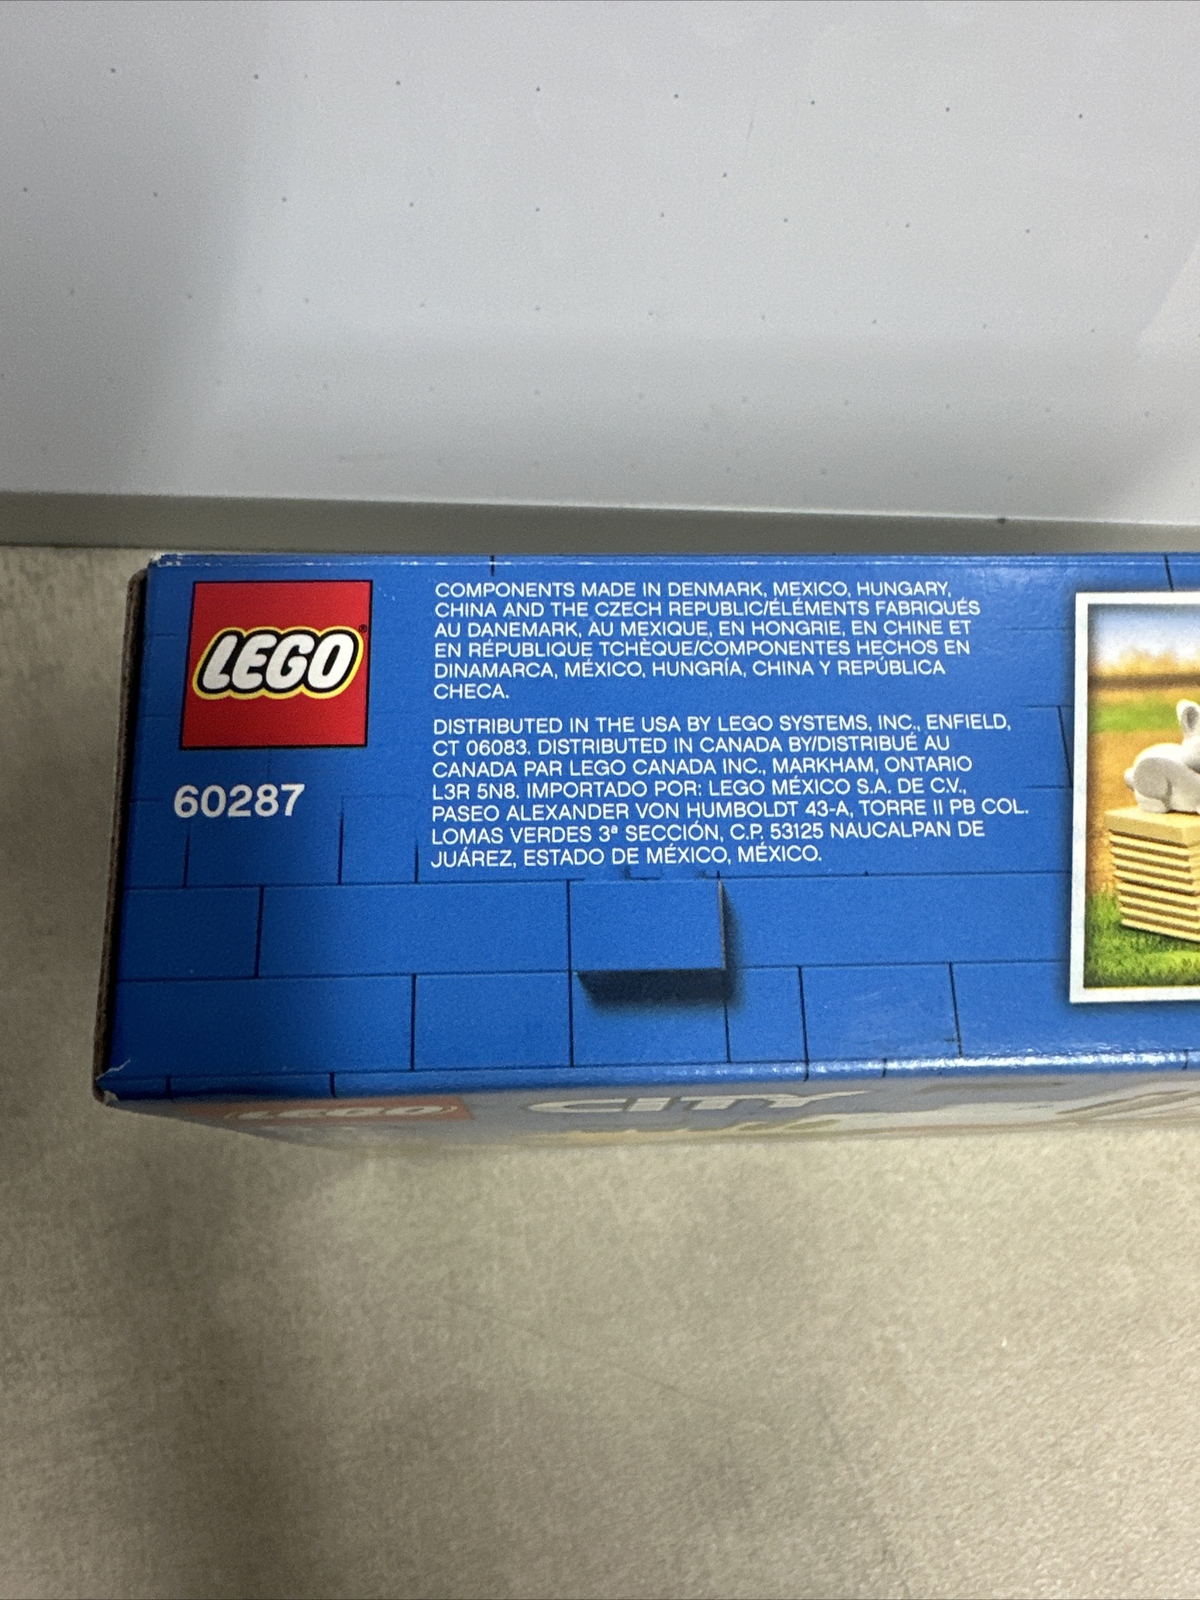 LEGO
®
60287
COMPONENTS MADE IN DENMARK, MEXICO, HUNGARY,
CHINA AND THE CZECH REPUBLIC/ÉLÉMENTS FABRIQUÉS
AU DANEMARK, AU MEXIQUE, EN HONGRIE, EN CHINE ET
EN RÉPUBLIQUE TCHÈQUE/COMPONENTES HECHOS EN
DINAMARCA, MÉXICO, HUNGRÍA, CHINA Y REPÚBLICA
CHECA.
DISTRIBUTED IN THE USA BY LEGO SYSTEMS, INC., ENFIELD,
CT 06083. DISTRIBUTED IN CANADA BY/DISTRIBUÉ AU
CANADA PAR LEGO CANADA INC., MARKHAM, ONTARIO
L3R 5N8. IMPORTADO POR: LEGO MÉXICO S.A. DE C.V.,
PASEO ALEXANDER VON HUMBOLDT 43-A, TORRE II PB COL.
LOMAS VERDES 3ª SECCIÓN, C.P. 53125 NAUCALPAN DE
JUÁREZ, ESTADO DE MÉXICO, MÉXICO.
LEGO CITY